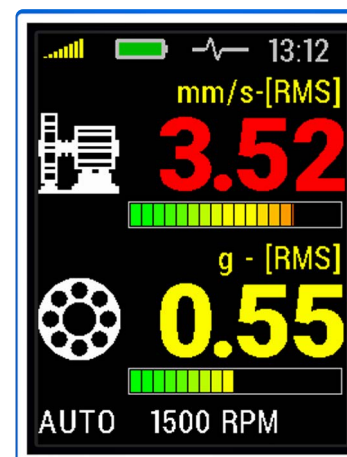 13:12
mm/s-[RMS]
3.52
g - [RMS]
0.55
AUTO 1500 RPM